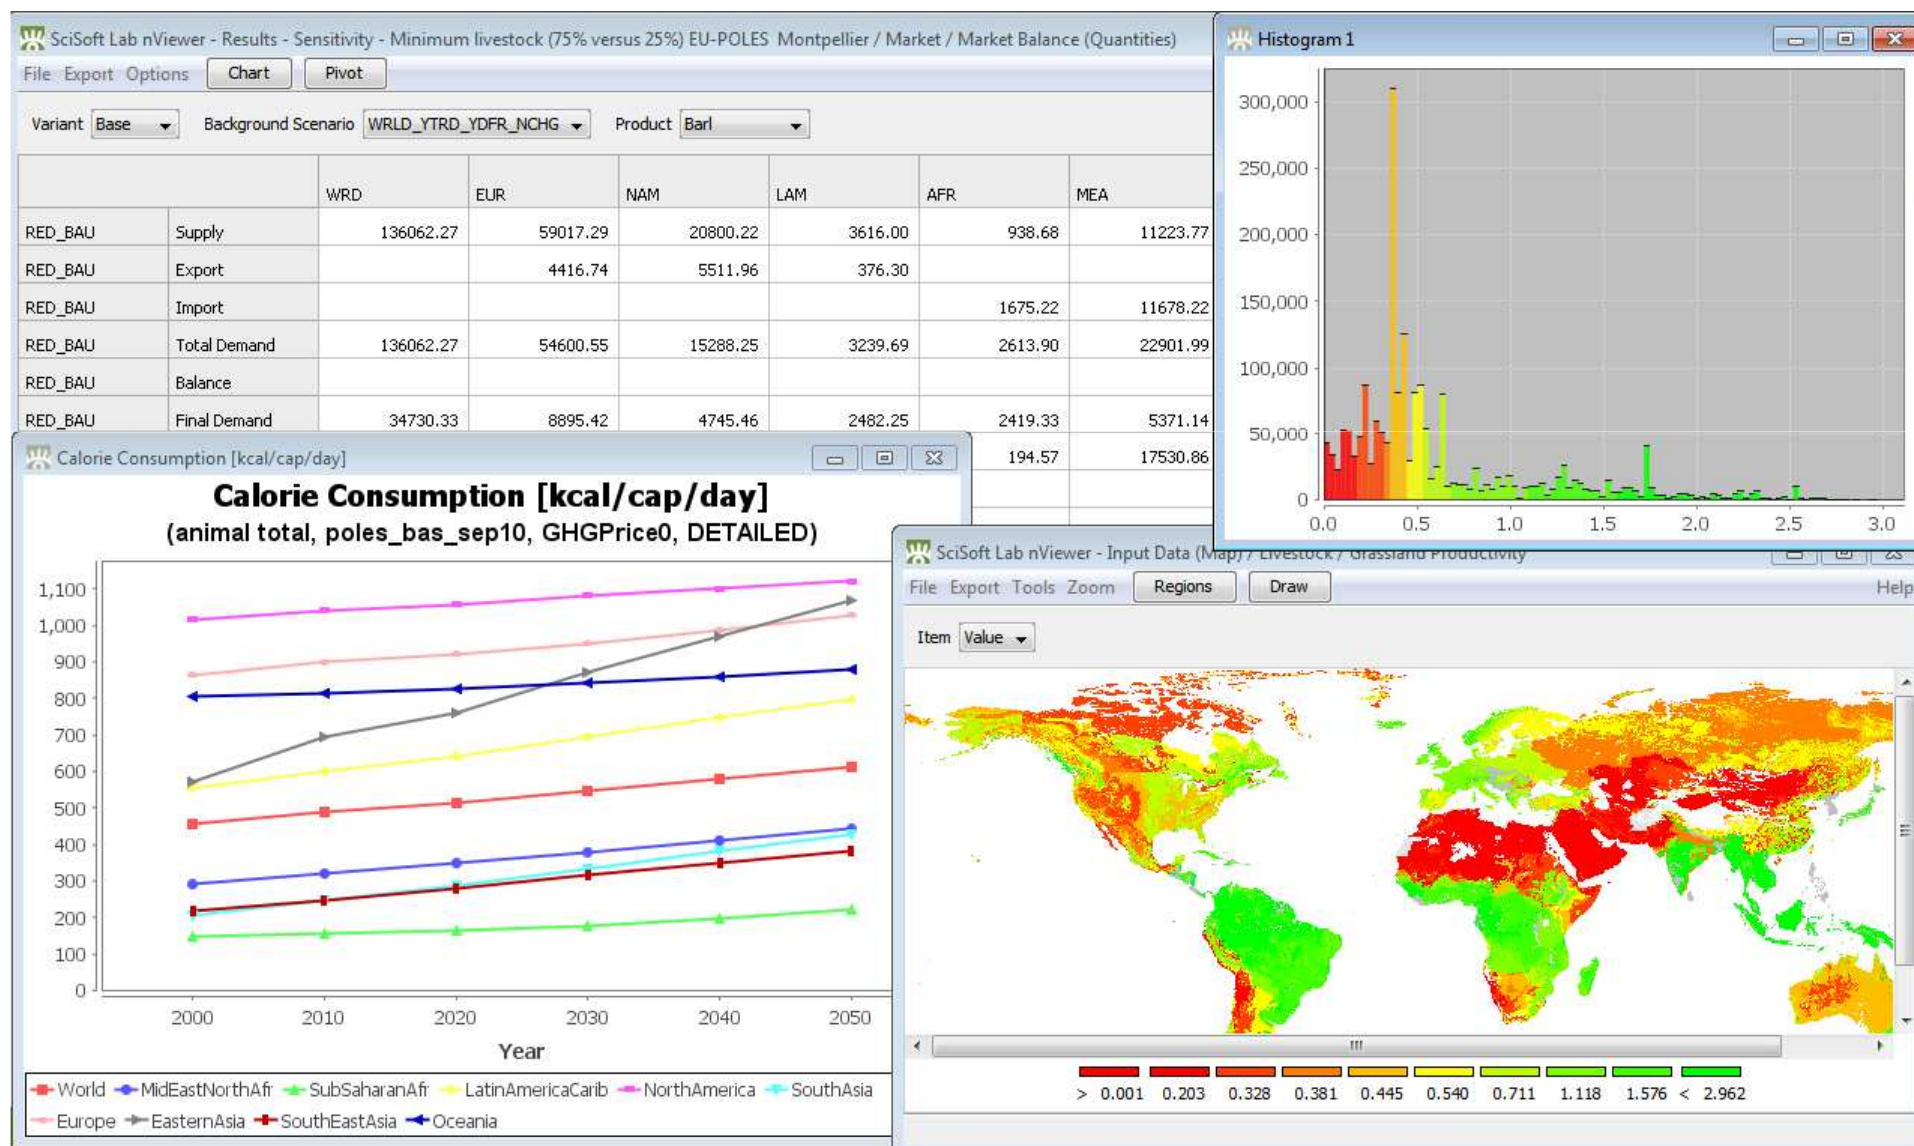 SciSoft Lab nViewer - Results - Sensitivity - Minimum livestock (75% versus 25%) EU-POLES Montpellier / Market / Market Balance (Quantities)
File Export Options Chart Pivot
Variant Base Background Scenario WRLD_YTRD_YDFR_NCHG Product Barl
WRD EUR NAM LAM AFR MEA
RED_BAU Supply 136062.27 59017.29 20800.22 3616.00 938.68 11223.77
RED_BAU Export 4416.74 5511.96 376.30
RED_BAU Import 1675.22 11678.22
RED_BAU Total Demand 136062.27 54600.55 15288.25 3239.69 2613.90 22901.99
RED_BAU Balance
RED_BAU Final Demand 34730.33 8895.42 4745.46 2482.25 2419.33 5371.14
194.57 17530.86
Histogram 1
300,000
250,000
200,000
150,000
100,000
50,000
0
0.0 0.5 1.0 1.5 2.0 2.5 3.0
Calorie Consumption [kcal/cap/day]
Calorie Consumption [kcal/cap/day]
(animal total, poles_bas_sep10, GHGPrice0, DETAILED)
1,100
1,000
900
800
700
600
500
400
300
200
100
0
2000 2010 2020 2030 2040 2050
Year
World MidEastNorthAfr SubSaharanAfr LatinAmericaCarib NorthAmerica SouthAsia
Europe EasternAsia SouthEastAsia Oceania
SciSoft Lab nViewer - Input Data (Map) / Livestock / Grassland Productivity
File Export Tools Zoom Regions Draw Help
Item Value
> 0.001 0.203 0.328 0.381 0.445 0.540 0.711 1.118 1.576 < 2.962